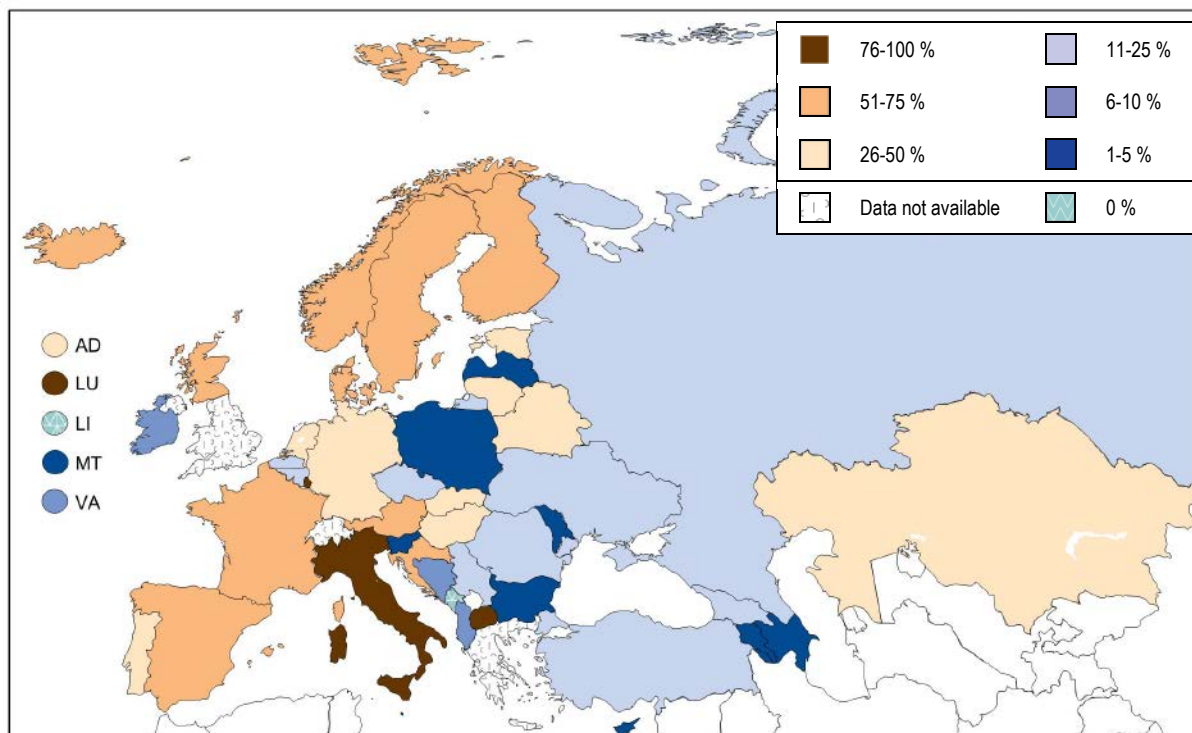 76-100 %
11-25 %
51-75 %
6-10 %
26-50 %
1-5 %
Data not available
0 %
AD
LU
LI
MT
VA